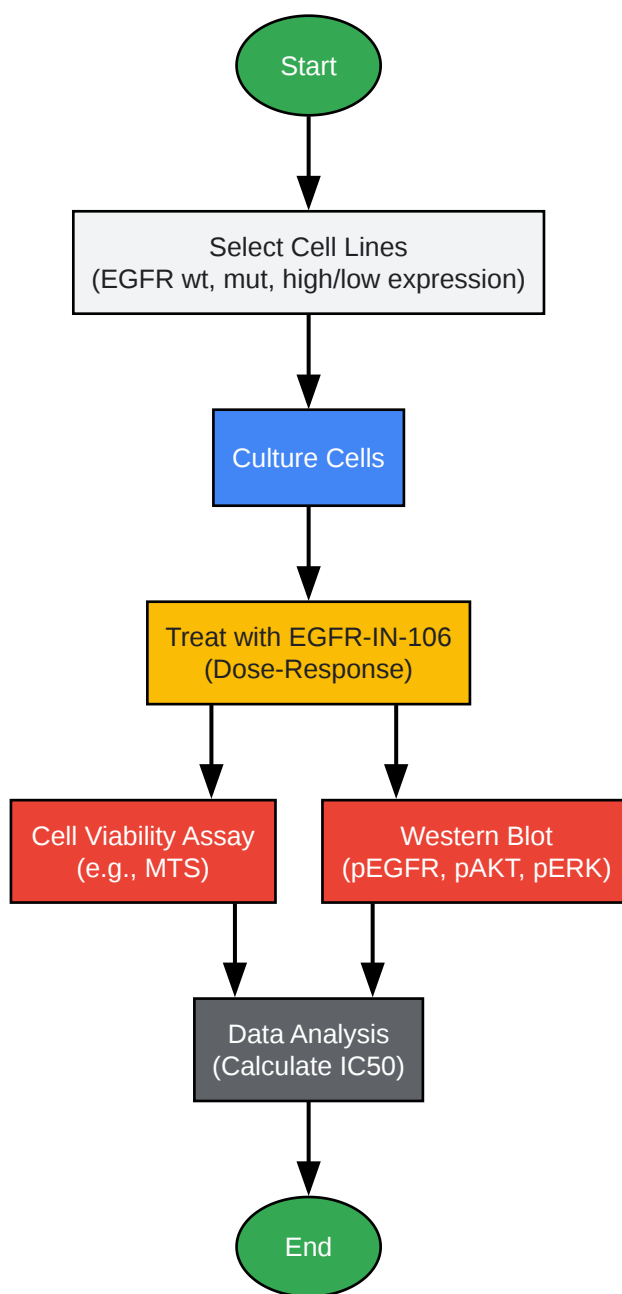 Start
Select Cell Lines
(EGFR wt, mut, high/low expression)
Culture Cells
Treat with EGFR-IN-106
(Dose-Response)
Cell Viability Assay
(e.g., MTS)
Western Blot
(pEGFR, pAKT, pERK)
Data Analysis
(Calculate IC50)
End